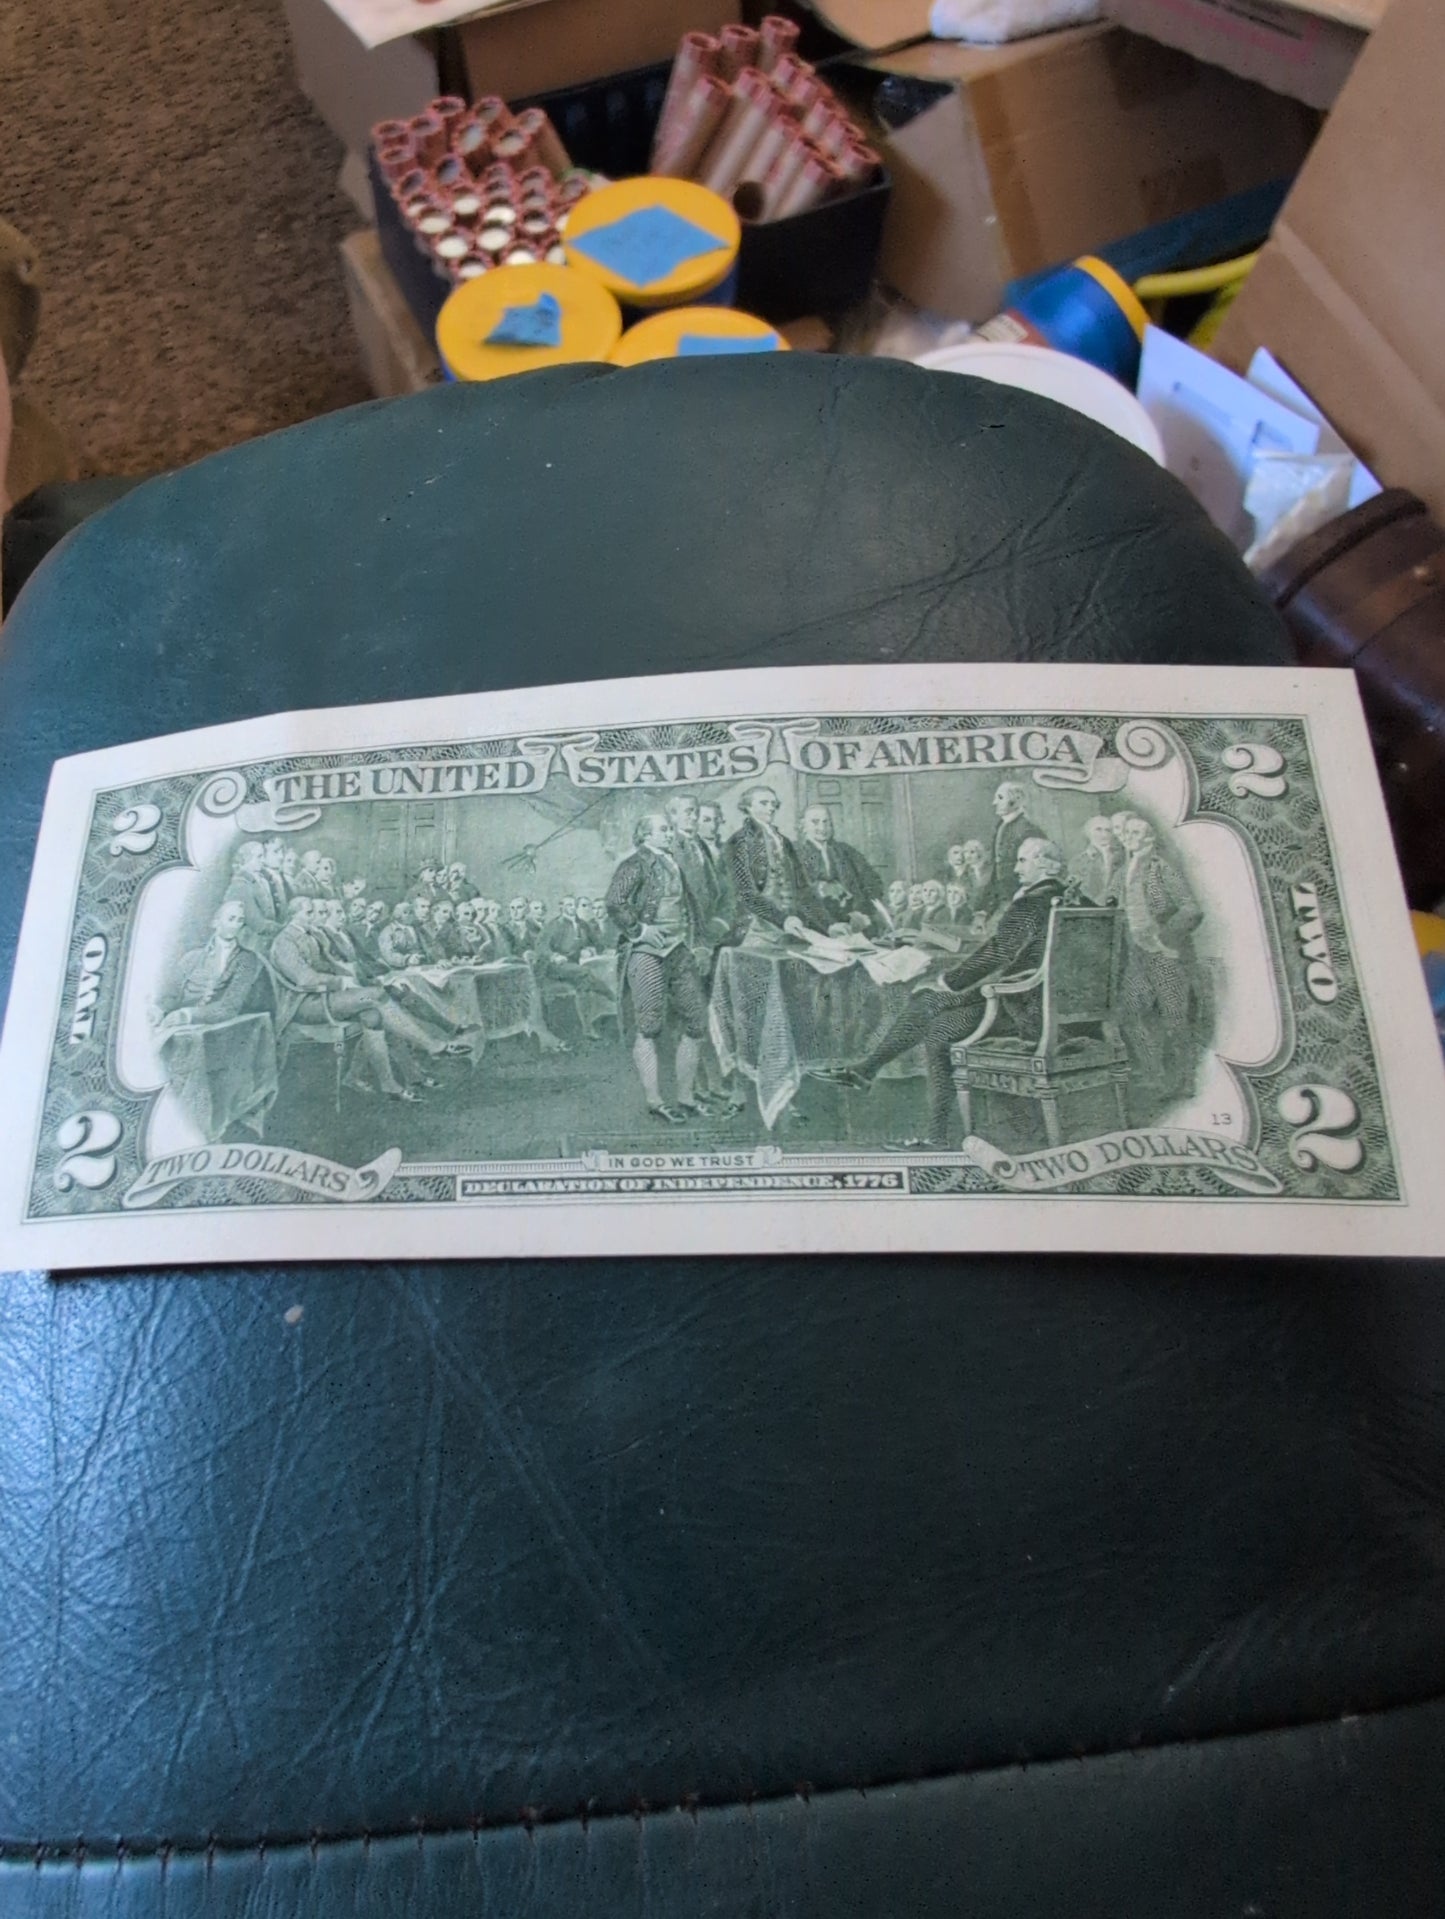 THE UNITED STATES OF AMERICA
2
2
TWO
TWO
2
2
13
TWO DOLLARS
IN GOD WE TRUST
TWO DOLLARS
DECLARATION OF INDEPENDENCE, 1776